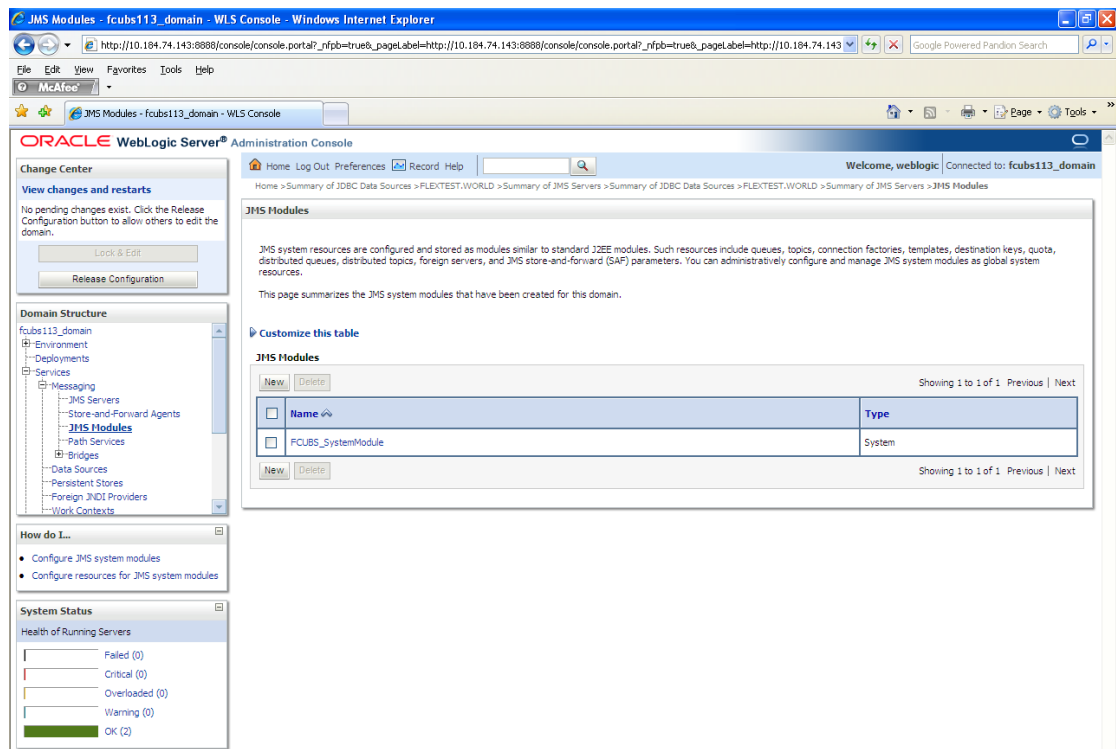 JMS Modules - fcubs113_domain - WLS Console - Windows Internet Explorer
http://10.184.74.143:8888/console/console.portal?_nfpb=true&_pageLabel=http://10.184.74.143:8888/console/console.portal?_nfpb=true&_pageLabel=http://10.184.74.143
Google Powered Pandion Search
File Edit View Favorites Tools Help
McAfee
JMS Modules - fcubs113_domain - WLS Console
Page Tools
ORACLE WebLogic Server® Administration Console
Change Center
View changes and restarts
No pending changes exist. Click the Release
Configuration button to allow others to edit the
domain.
Lock & Edit
Release Configuration
Domain Structure
fcubs113_domain
Environment
Deployments
Services
Messaging
JMS Servers
Store-and-Forward Agents
JMS Modules
Path Services
Bridges
Data Sources
Persistent Stores
Foreign JNDI Providers
Work Contexts
How do I...
Configure JMS system modules
Configure resources for JMS system modules
System Status
Health of Running Servers
Failed (0)
Critical (0)
Overloaded (0)
Warning (0)
OK (2)
Home Log Out Preferences Record Help
Welcome, weblogic Connected to: fcubs113_domain
Home >Summary of JDBC Data Sources >FLEXTEST.WORLD >Summary of JMS Servers >Summary of JDBC Data Sources >FLEXTEST.WORLD >Summary of JMS Servers >JMS Modules
JMS Modules
JMS system resources are configured and stored as modules similar to standard J2EE modules. Such resources include queues, topics, connection factories, templates, destination keys, quota,
distributed queues, distributed topics, foreign servers, and JMS store-and-forward (SAF) parameters. You can administratively configure and manage JMS system modules as global system
resources.
This page summarizes the JMS system modules that have been created for this domain.
Customize this table
JMS Modules
New Delete Showing 1 to 1 of 1 Previous | Next
Name Type
FCUBS_SystemModule System
New Delete Showing 1 to 1 of 1 Previous | Next